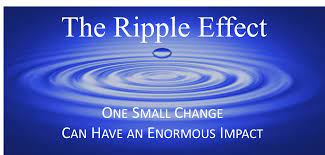 The Ripple Effect
ONE SMALL CHANGE
CAN HAVE AN ENORMOUS IMPACT